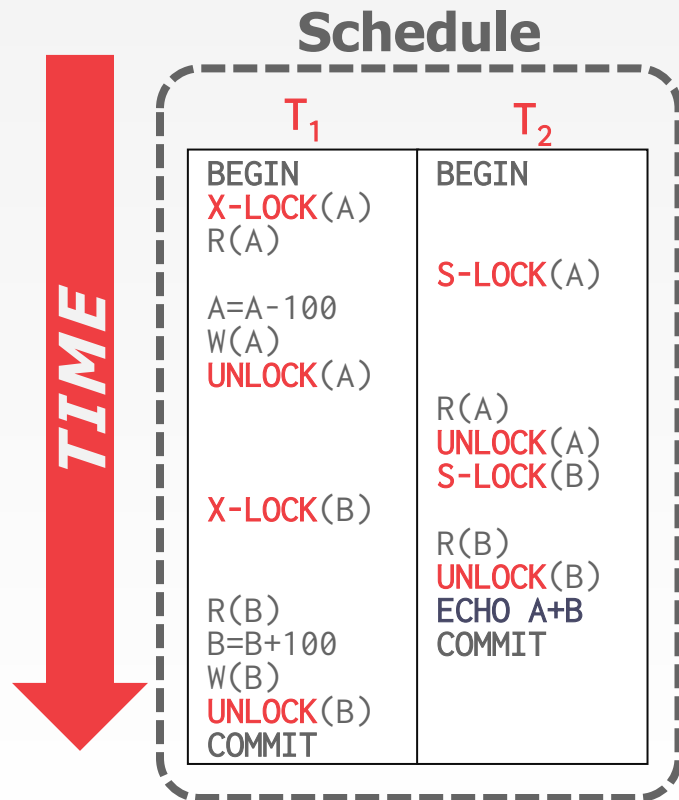 Schedule
TIME
T₁ T₂
BEGIN BEGIN
X-LOCK(A)
R(A)
S-LOCK(A)
A=A-100
W(A)
UNLOCK(A)
R(A)
UNLOCK(A)
S-LOCK(B)
X-LOCK(B)
R(B)
UNLOCK(B)
R(B) ECHO A+B
B=B+100 COMMIT
W(B)
UNLOCK(B)
COMMIT